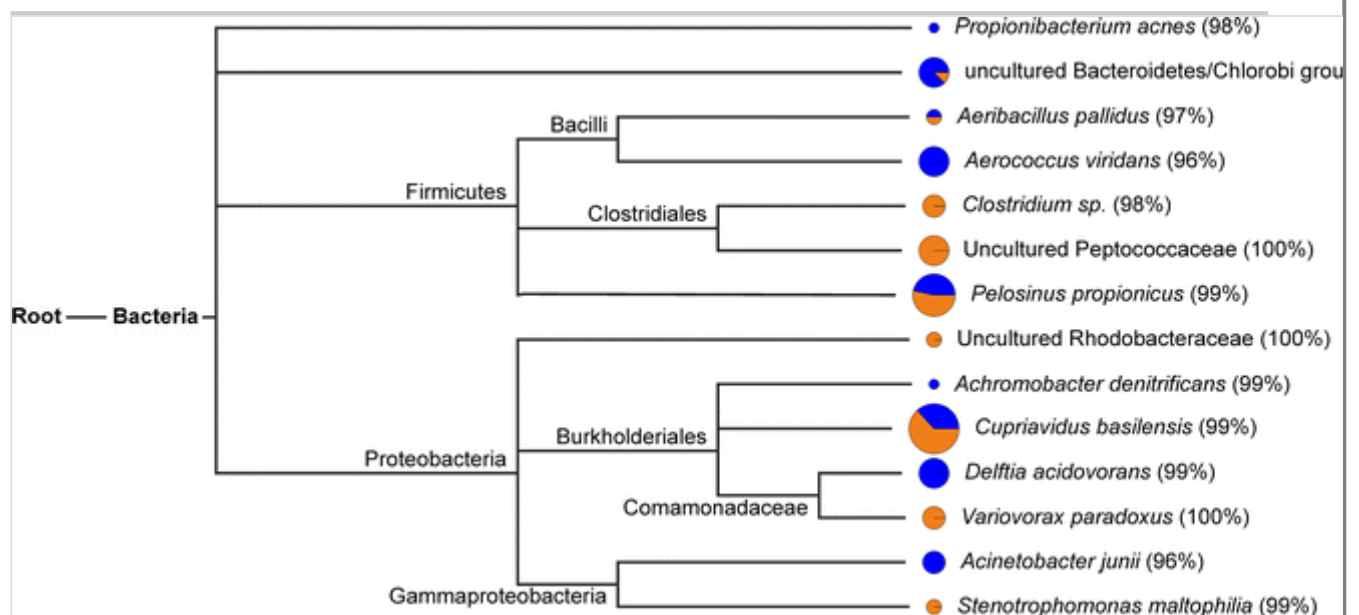 Propionibacterium acnes (98%)
uncultured Bacteroidetes/Chlorobi grou
Aeribacillus pallidus (97%)
Bacilli
Aerococcus viridans (96%)
Firmicutes
Clostridium sp. (98%)
Clostridiales
Uncultured Peptococcaceae (100%)
Pelosinus propionicus (99%)
Root Bacteria
Uncultured Rhodobacteraceae (100%)
Achromobacter denitrificans (99%)
Cupriavidus basilensis (99%)
Burkholderiales
Proteobacteria
Delftia acidovorans (99%)
Comamonadaceae
Variovorax paradoxus (100%)
Acinetobacter junii (96%)
Gammaproteobacteria
Stenotrophomonas maltophilia (99%)